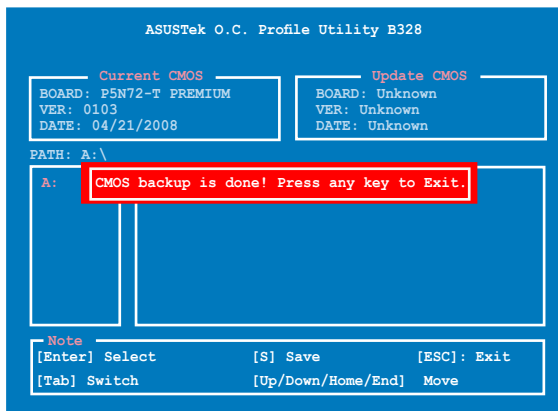 ASUSTek O.C. Profile Utility B328
Current CMOS
BOARD: P5N72-T PREMIUM
VER: 0103
DATE: 04/21/2008
Update CMOS
BOARD: Unknown
VER: Unknown
DATE: Unknown
PATH: A:\
A:
CMOS backup is done! Press any key to Exit.
Note
[Enter] Select [S] Save [ESC]: Exit
[Tab] Switch [Up/Down/Home/End] Move